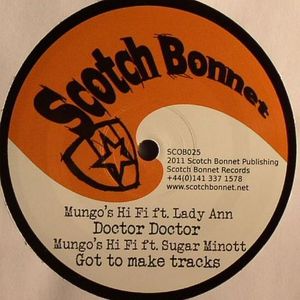 Scotch Bonnet
SCOB025
2011 Scotch Bonnet Publishing
Scotch Bonnet Records
+44(0)141 337 1578
www.scotchbonnet.net
Mungo's Hi Fi ft. Lady Ann
Doctor Doctor
Mungo's Hi Fi ft. Sugar Minott
Got to make tracks